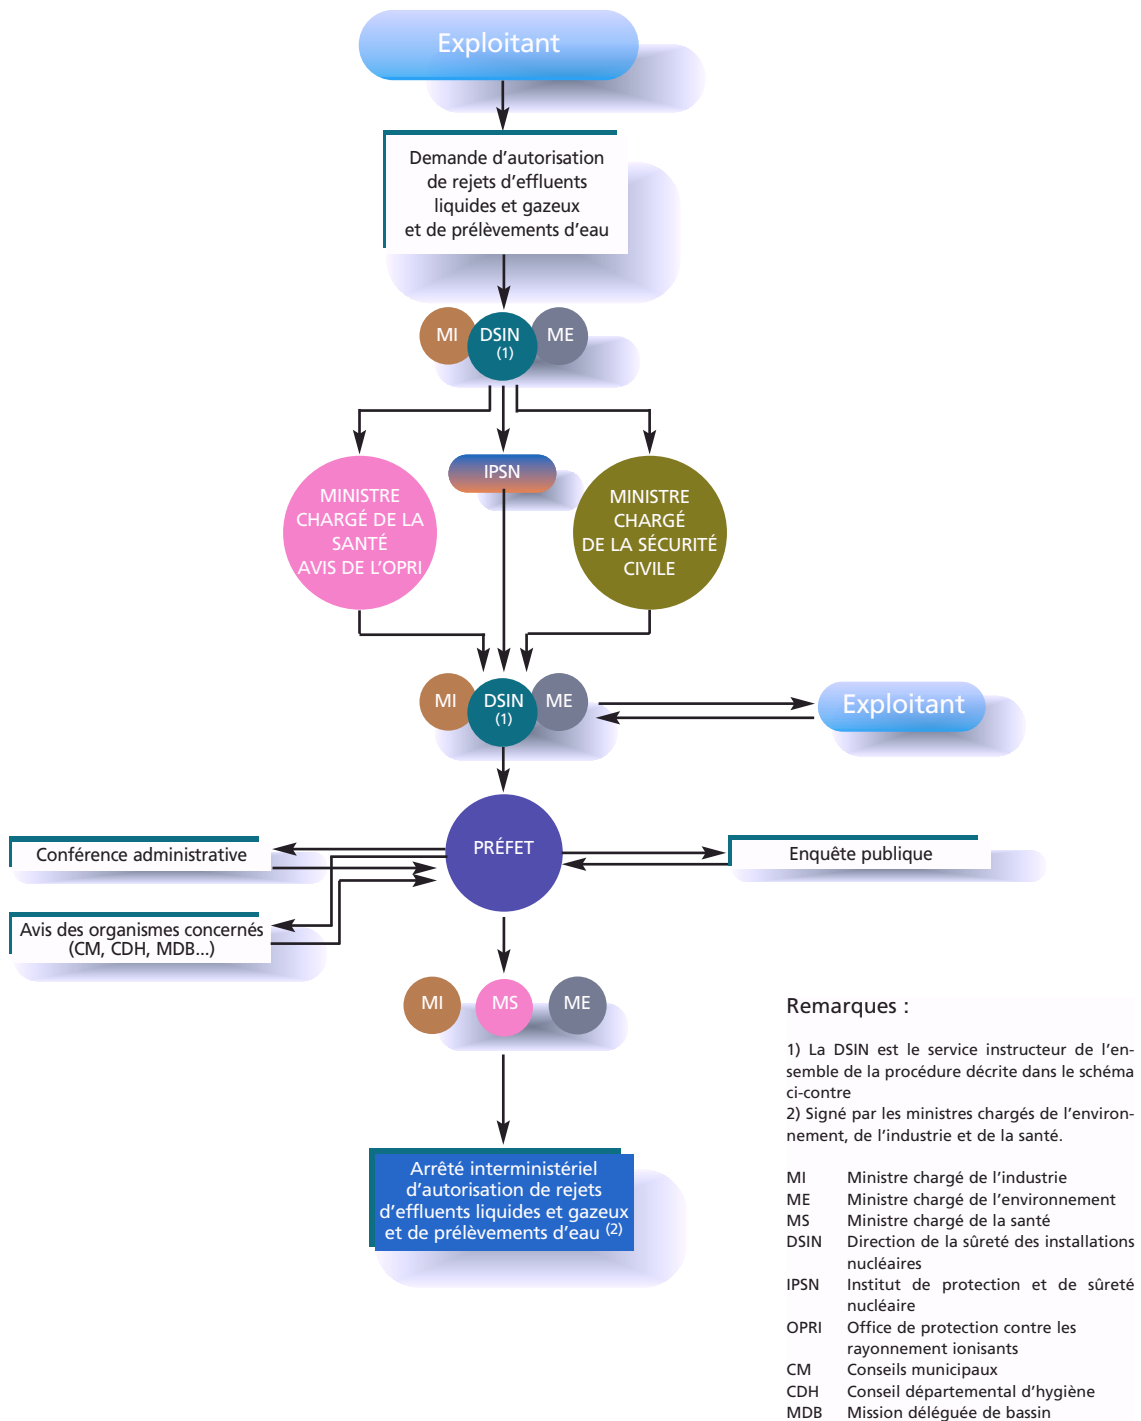 Exploitant
Demande d'autorisation
de rejets d'effluents
liquides et gazeux
et de prélèvements d'eau
MI
DSIN
(1)
ME
MINISTRE
CHARGÉ DE LA
SANTÉ
AVIS DE L'OPRI
IPSN
MINISTRE
CHARGÉ
DE LA SÉCURITÉ
CIVILE
MI
DSIN
(1)
ME
Exploitant
PRÉFET
Conférence administrative
Enquête publique
Avis des organismes concernés
(CM, CDH, MDB...)
MI
MS
ME
Arrêté interministériel
d'autorisation de rejets
d'effluents liquides et gazeux
et de prélèvements d'eau (2)
Remarques :
1) La DSIN est le service instructeur de l'en-
semble de la procédure décrite dans le schéma
ci-contre
2) Signé par les ministres chargés de l'environ-
nement, de l'industrie et de la santé.
MI Ministre chargé de l'industrie
ME Ministre chargé de l'environnement
MS Ministre chargé de la santé
DSIN Direction de la sûreté des installations
nucléaires
IPSN Institut de protection et de sûreté
nucléaire
OPRI Office de protection contre les
rayonnement ionisants
CM Conseils municipaux
CDH Conseil départemental d'hygiène
MDB Mission déléguée de bassin